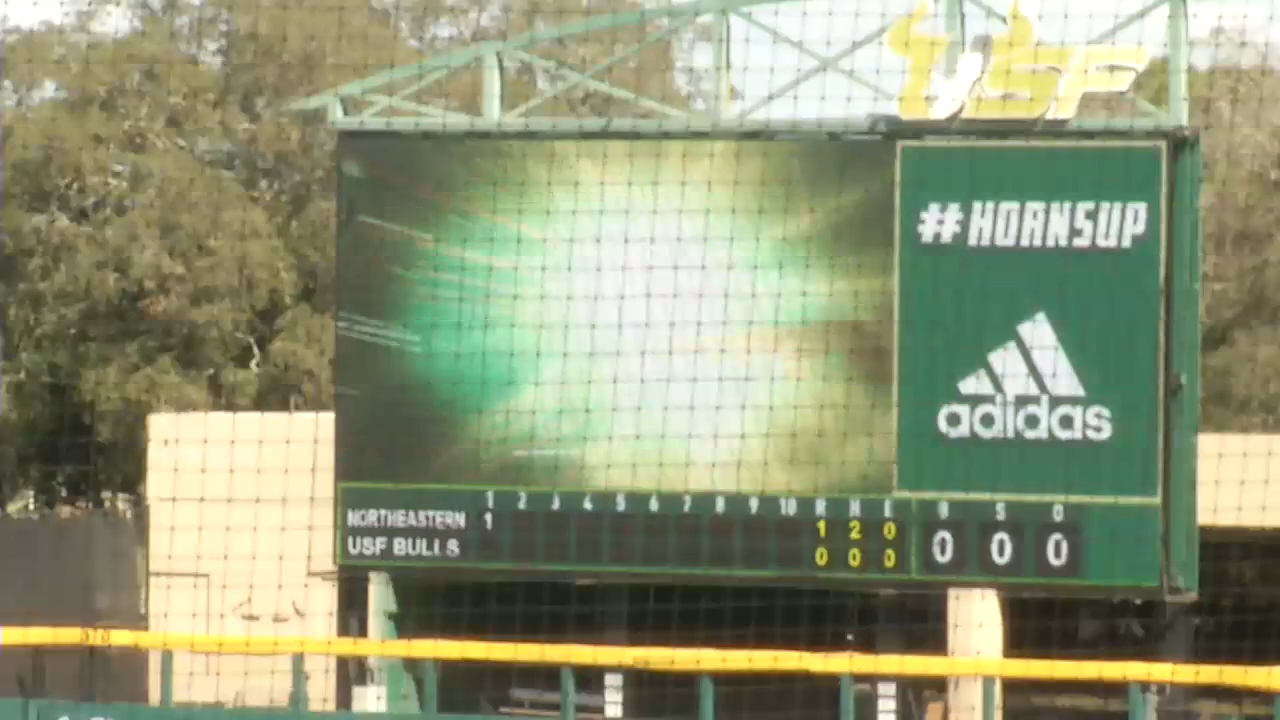 USF
#HORNSUP
adidas
1 2 3 4 5 6 7 8 9 10 R H E B S O
NORTHEASTERN 1 1 2 0
USF BULLS 0 0 0
0 0 0